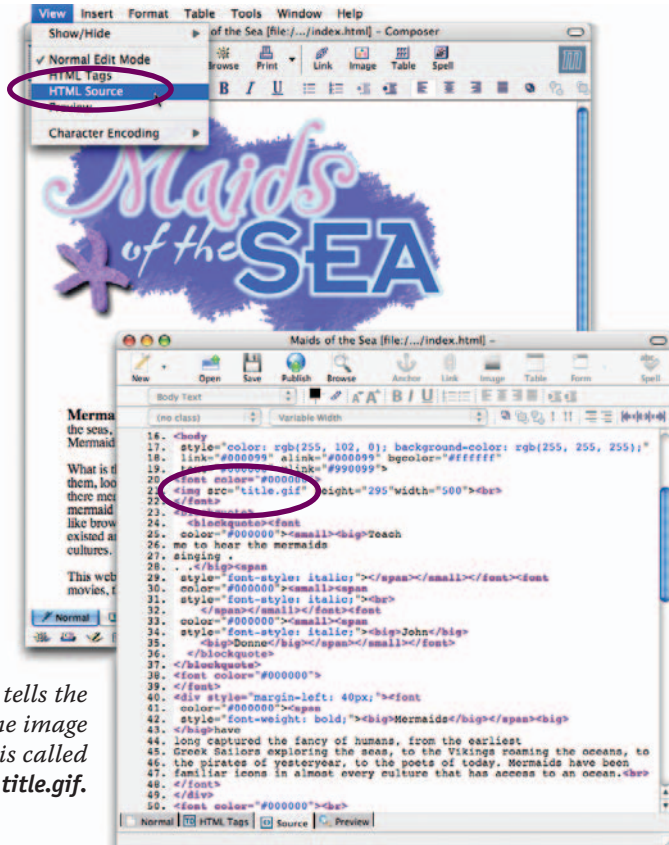 View Insert Format Table Tools Window Help
Show/Hide
of the Sea [file:/.../index.html] - Composer
✓ Normal Edit Mode
HTML Tags
HTML Source
Preview
Character Encoding
Browse Print Link Image Table Spell
B I U
Maids
of the SEA
Merma
the seas,
Mermaid
What is t
them, loo
there mer
mermaid
like brow
existed a
cultures.
This web
movies, t
Normal
Maids of the Sea [file:/.../index.html] -
New Open Save Publish Browse Anchor Link Image Table Form Spell
Body Text B I U
(no class) Variable Width
16. <body
17. style="color: rgb(255, 102, 0); background-color: rgb(255, 255, 255);"
18. link="#000099" alink="#000099" bgcolor="#ffffff"
19. text="#000000" vlink="#990099">
20. <font color="#000000">
21. <img src="title.gif" height="295"width="500"><br>
22. </font>
23. <blockquote>
24. <blockquote><font
25. color="#000000"><small><big>Teach
26. me to hear the mermaids
27. singing .
28. . .</big><span
29. style="font-style: italic;"></span></small></font><font
30. color="#000000"><small><span
31. style="font-style: italic;"><br>
32. </span></small></font><font
33. color="#000000"><small><span
34. style="font-style: italic;"><big>John</big>
35. <big>Donne</big></span></small></font>
36. </blockquote>
37. </blockquote>
38. <font color="#000000">
39. </font>
40. <div style="margin-left: 40px;"><font
41. color="#000000"><span
42. style="font-weight: bold;"><big>Mermaids</big></span><big>
43. </big>have
44. long captured the fancy of humans, from the earliest
45. Greek Sailors exploring the seas, to the Vikings roaming the oceans, to
46. the pirates of yesteryear, to the poets of today. Mermaids have been
47. familiar icons in almost every culture that has access to an ocean.<br>
48. </font>
49. </div>
50. <font color="#000000"><br>
Normal HTML Tags Source Preview
tells the
ne image
is called
title.gif.